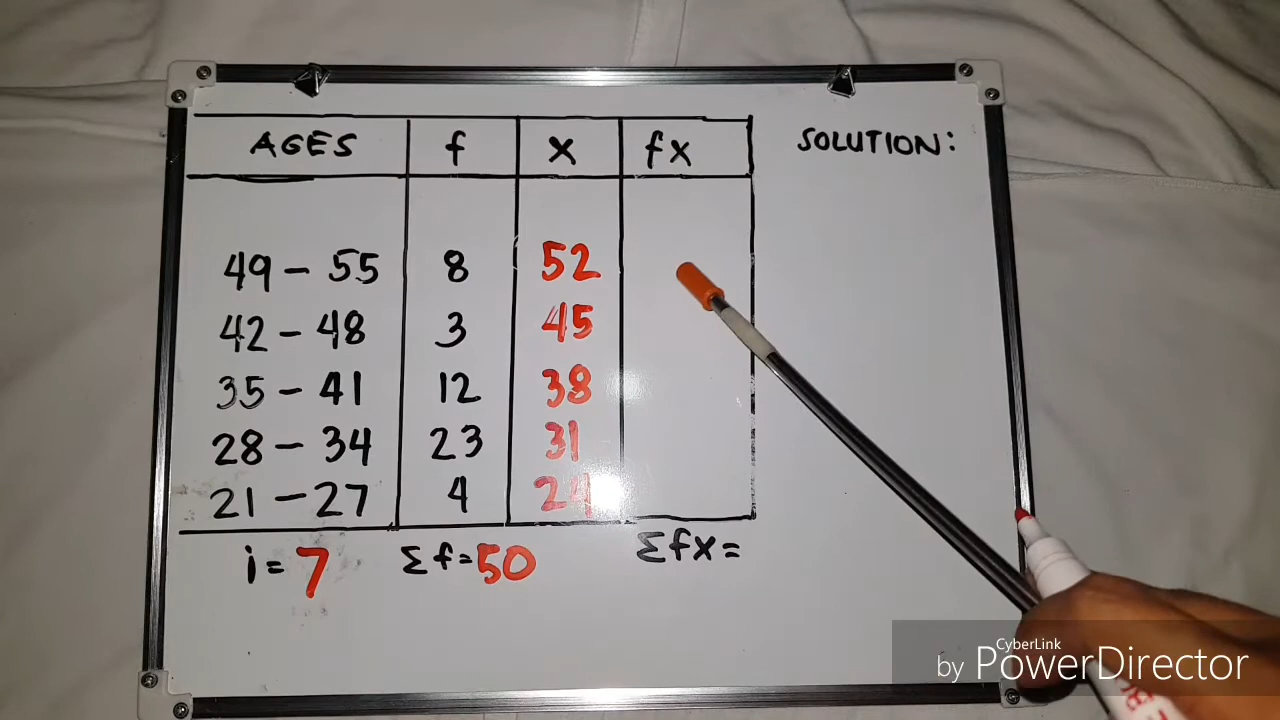 AGES f x fx SOLUTION:
49 - 55 8 52
42 - 48 3 45
35 - 41 12 38
28 - 34 23 31
21 - 27 4 24
i = 7 Σf = 50 Σfx =
CyberLink
by PowerDirector